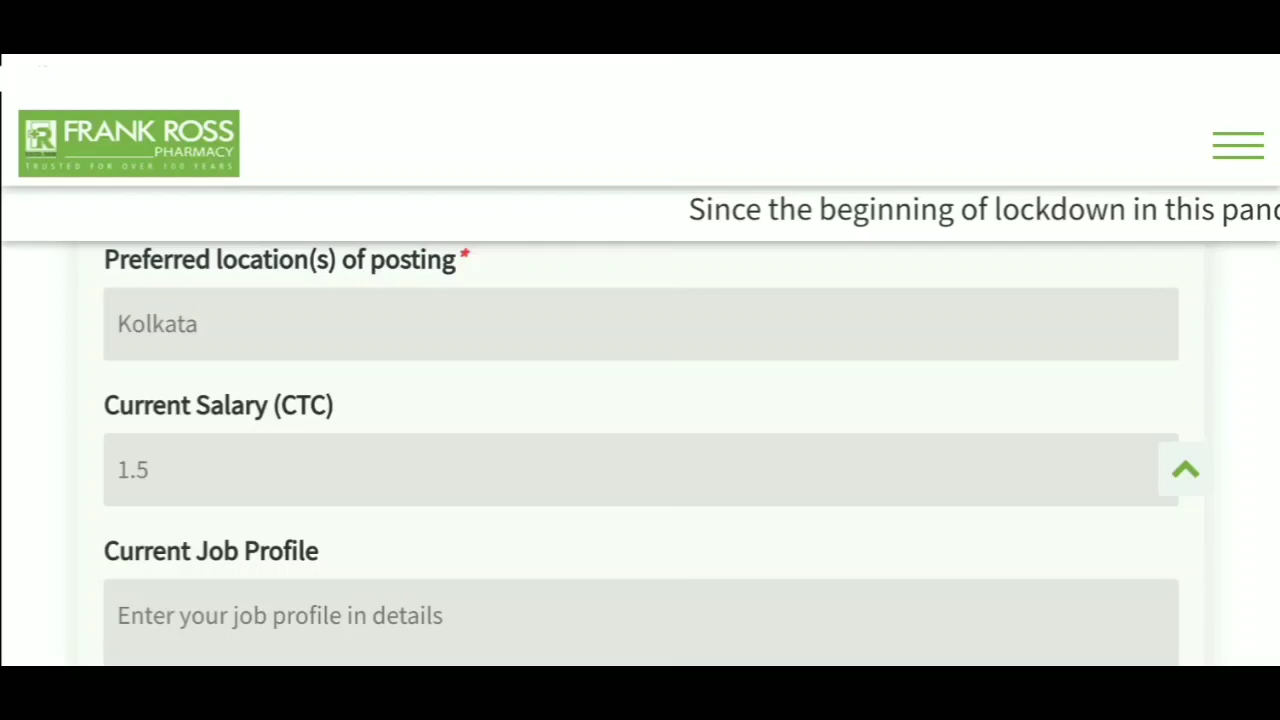 FRANK ROSS
PHARMACY
TRUSTED FOR OVER 100 YEARS
Since the beginning of lockdown in this pand
Preferred location(s) of posting*
Kolkata
Current Salary (CTC)
1.5
Current Job Profile
Enter your job profile in details